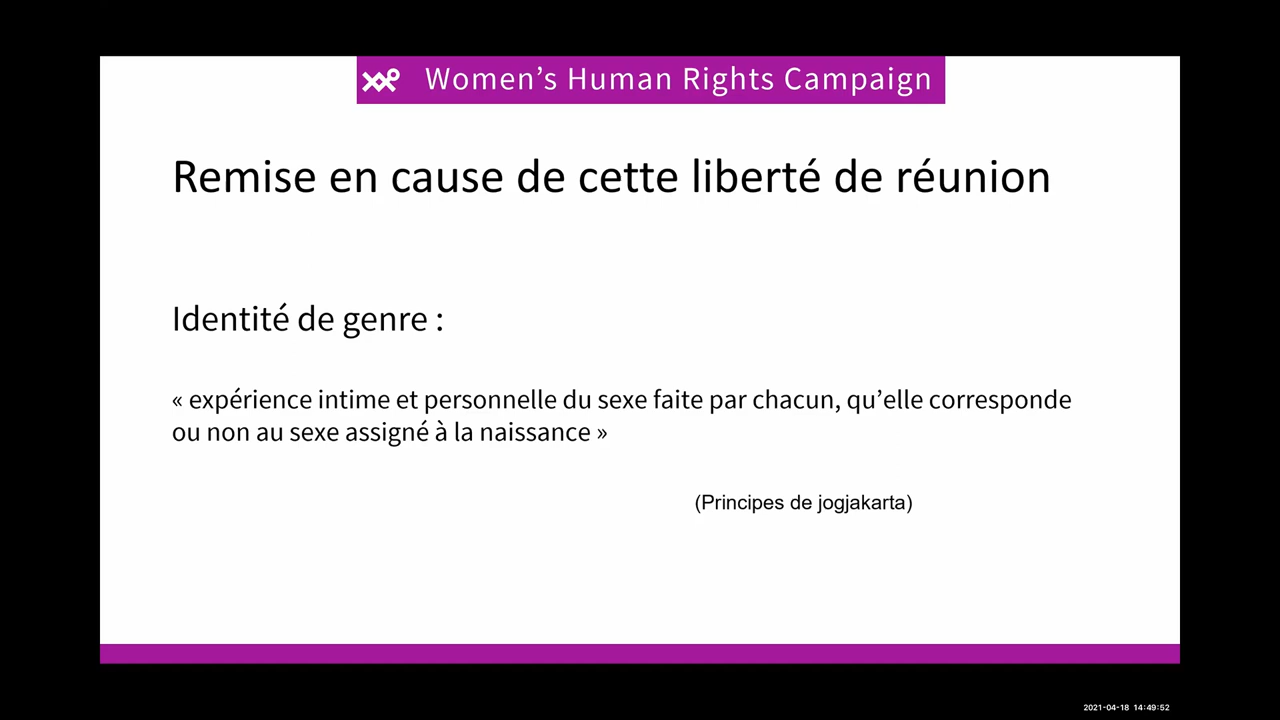 Women’s Human Rights Campaign
Remise en cause de cette liberté de réunion
Identité de genre :
« expérience intime et personnelle du sexe faite par chacun, qu’elle corresponde
ou non au sexe assigné à la naissance »
(Principes de jogjakarta)
2021-04-18 14:49:52